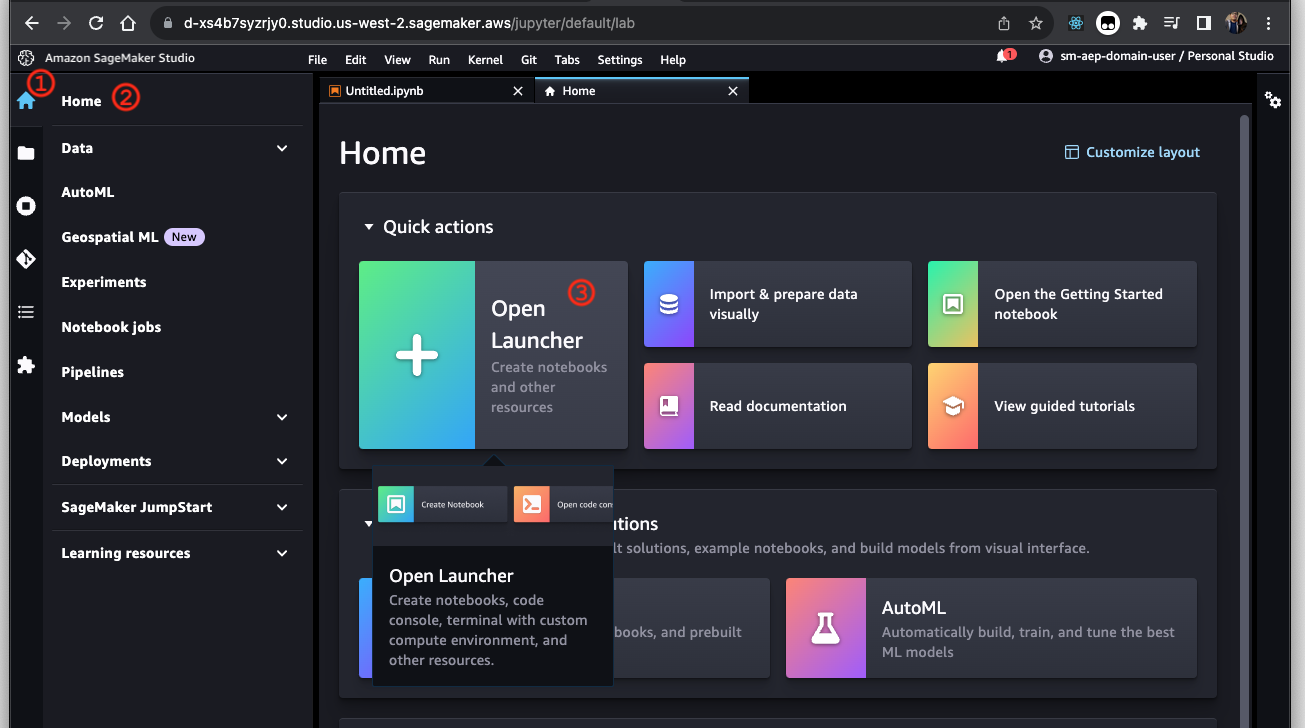 d-xs4b7syzrjy0.studio.us-west-2.sagemaker.aws/jupyter/default/lab
Amazon SageMaker Studio
File Edit View Run Kernel Git Tabs Settings Help
1
sm-aep-domain-user / Personal Studio
①
Home ②
Data
AutoML
Geospatial ML New
Experiments
Notebook jobs
Pipelines
Models
Deployments
SageMaker JumpStart
Learning resources
Untitled.ipynb
Home
Home
Customize layout
Quick actions
Open
Launcher
③
Create notebooks
and other
resources
Import & prepare data
visually
Open the Getting Started
notebook
Read documentation
View guided tutorials
Create Notebook
Open code con
Open Launcher
Create notebooks, code
console, terminal with custom
compute environment, and
other resources.
utions
lt solutions, example notebooks, and build models from visual interface.
books, and prebuilt
AutoML
Automatically build, train, and tune the best
ML models